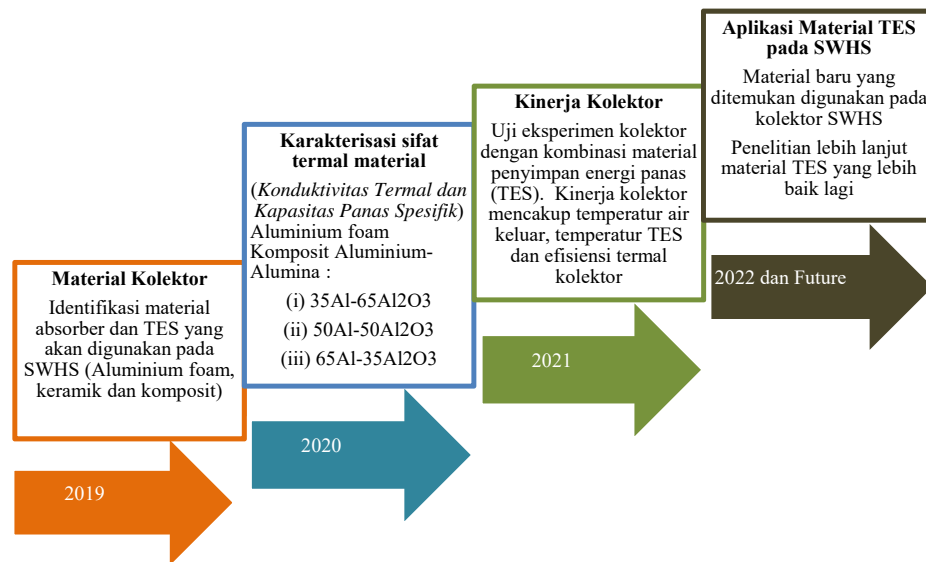 Material Kolektor
Identifikasi material
absorber dan TES yang
akan digunakan pada
SWHS (Aluminium foam,
keramik dan komposit)
2019
Karakterisasi sifat
termal material
(Konduktivitas Termal dan
Kapasitas Panas Spesifik)
Aluminium foam
Komposit Aluminium-
Alumina :
(i) 35Al-65Al2O3
(ii) 50Al-50Al2O3
(iii) 65Al-35Al2O3
2020
Kinerja Kolektor
Uji eksperimen kolektor
dengan kombinasi material
penyimpan energi panas
(TES). Kinerja kolektor
mencakup temperatur air
keluar, temperatur TES
dan efisiensi termal
kolektor
2021
Aplikasi Material TES
pada SWHS
Material baru yang
ditemukan digunakan pada
kolektor SWHS
Penelitian lebih lanjut
material TES yang lebih
baik lagi
2022 dan Future